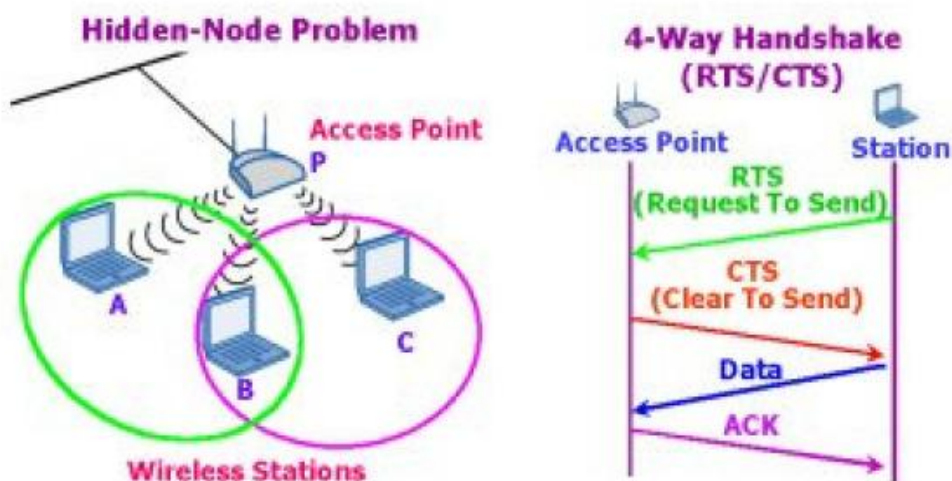 Hidden-Node Problem
Access Point
P
A
B
C
Wireless Stations
4-Way Handshake
(RTS/CTS)
Access Point
Station
RTS
(Request To Send)
CTS
(Clear To Send)
Data
ACK